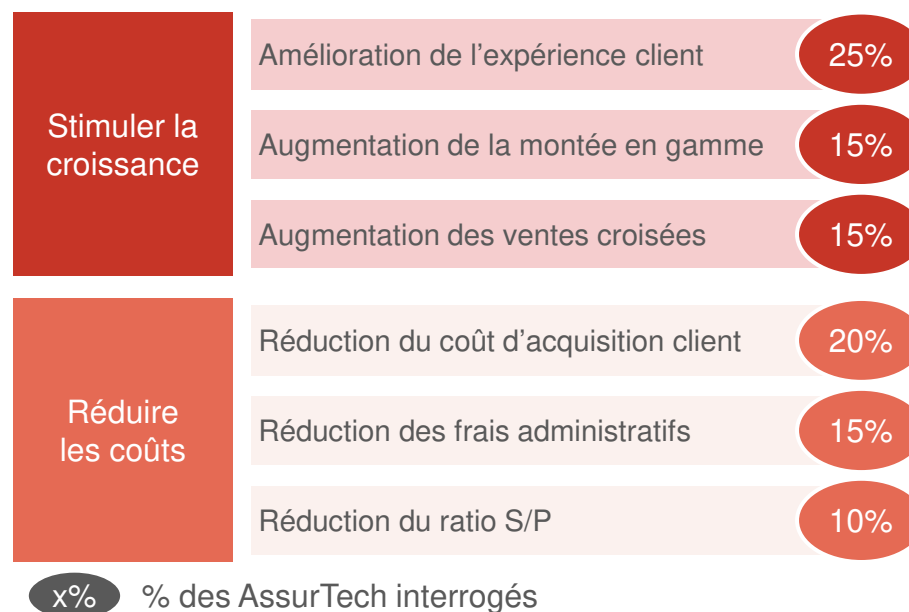 Stimuler la
croissance
Amélioration de l'expérience client 25%
Augmentation de la montée en gamme 15%
Augmentation des ventes croisées 15%
Réduire
les coûts
Réduction du coût d'acquisition client 20%
Réduction des frais administratifs 15%
Réduction du ratio S/P 10%
x% % des AssurTech interrogés